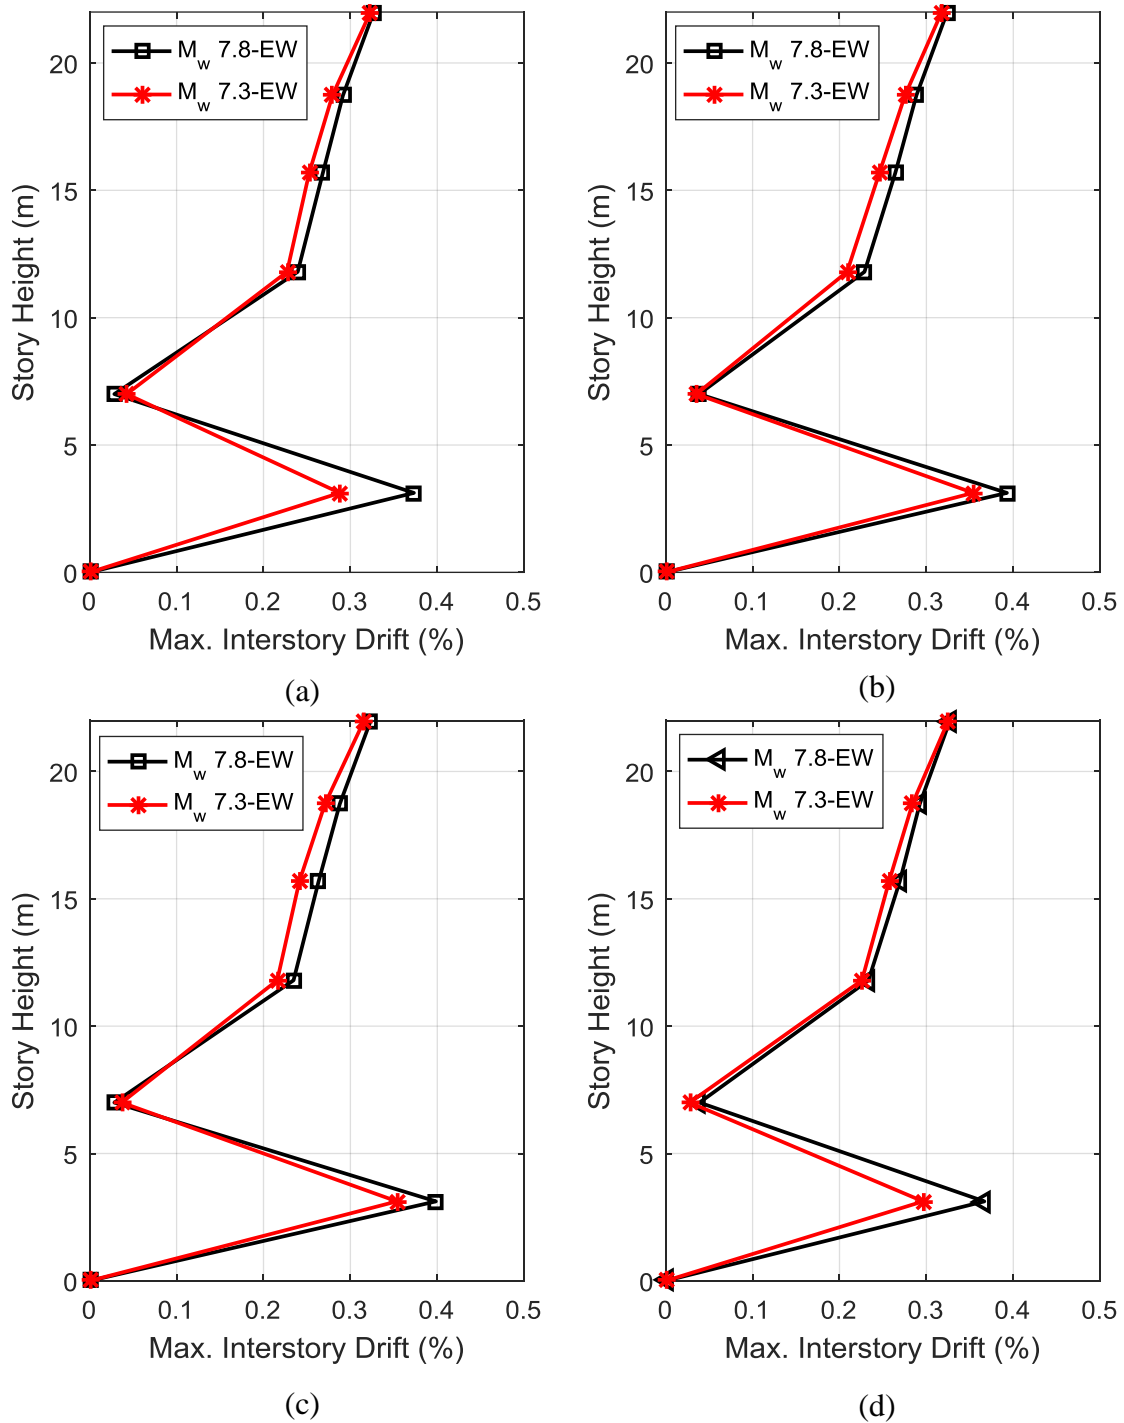 20
15
10
5
0
Story Height (m)
M_w 7.8-EW
M_w 7.3-EW
0 0.1 0.2 0.3 0.4 0.5
Max. Interstory Drift (%)
(a)
20
15
10
5
0
Story Height (m)
M_w 7.8-EW
M_w 7.3-EW
0 0.1 0.2 0.3 0.4 0.5
Max. Interstory Drift (%)
(b)
20
15
10
5
0
Story Height (m)
M_w 7.8-EW
M_w 7.3-EW
0 0.1 0.2 0.3 0.4 0.5
Max. Interstory Drift (%)
(c)
20
15
10
5
0
Story Height (m)
M_w 7.8-EW
M_w 7.3-EW
0 0.1 0.2 0.3 0.4 0.5
Max. Interstory Drift (%)
(d)